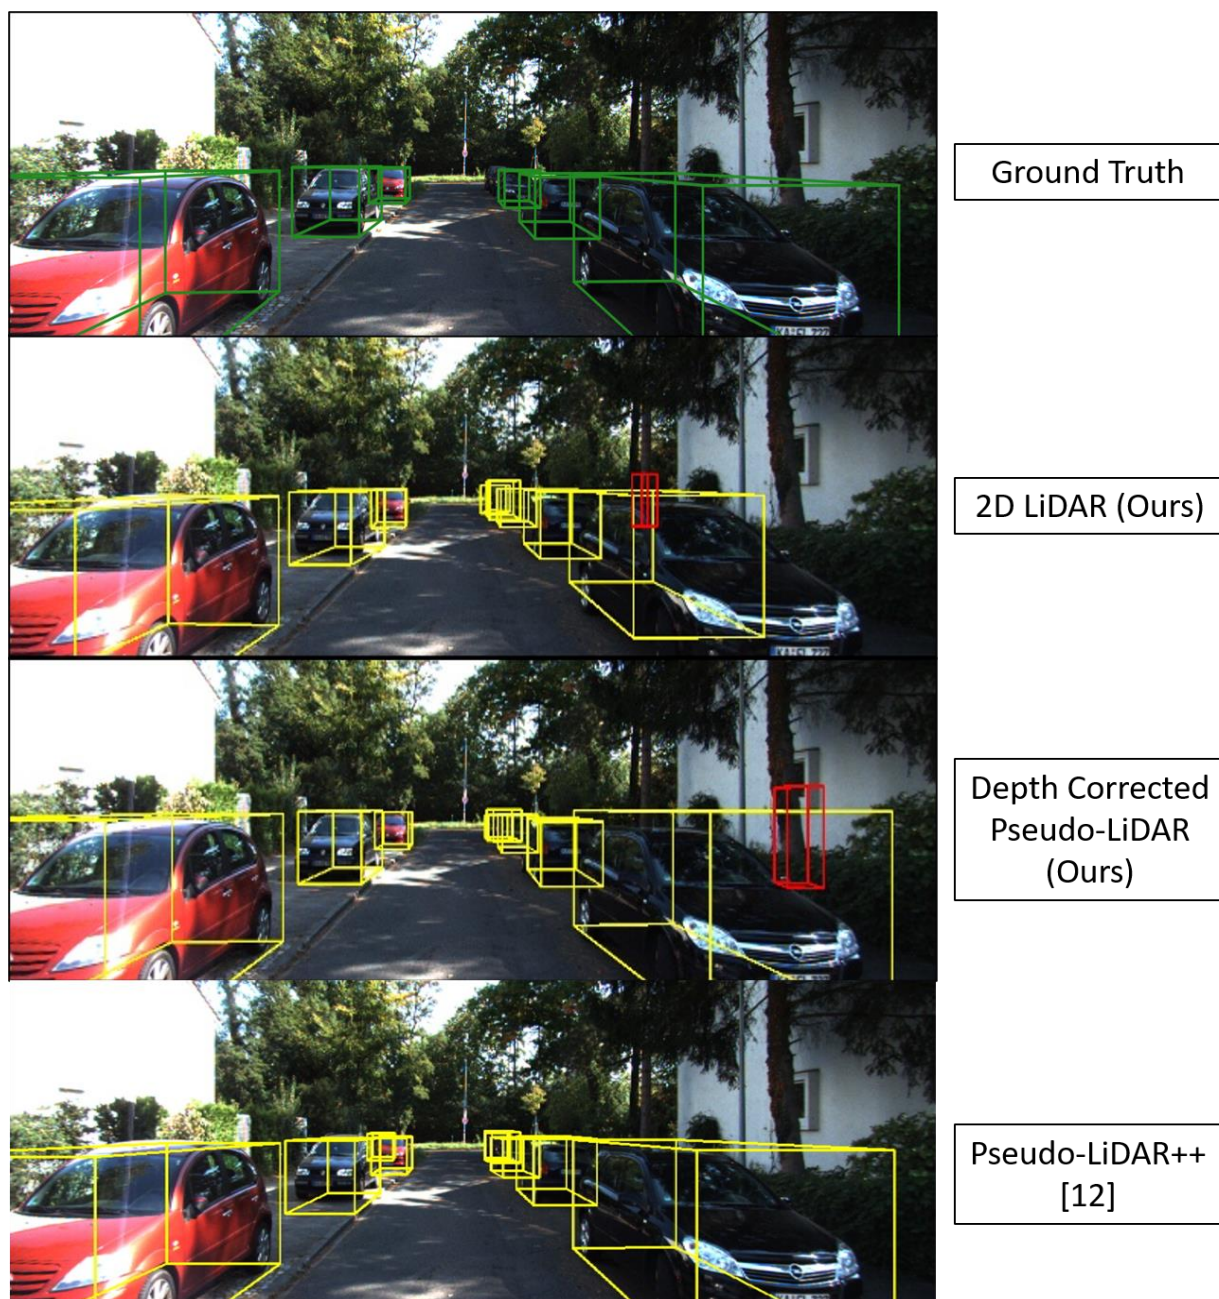 Ground Truth
2D LiDAR (Ours)
Depth Corrected
Pseudo-LiDAR
(Ours)
Pseudo-LiDAR++
[12]